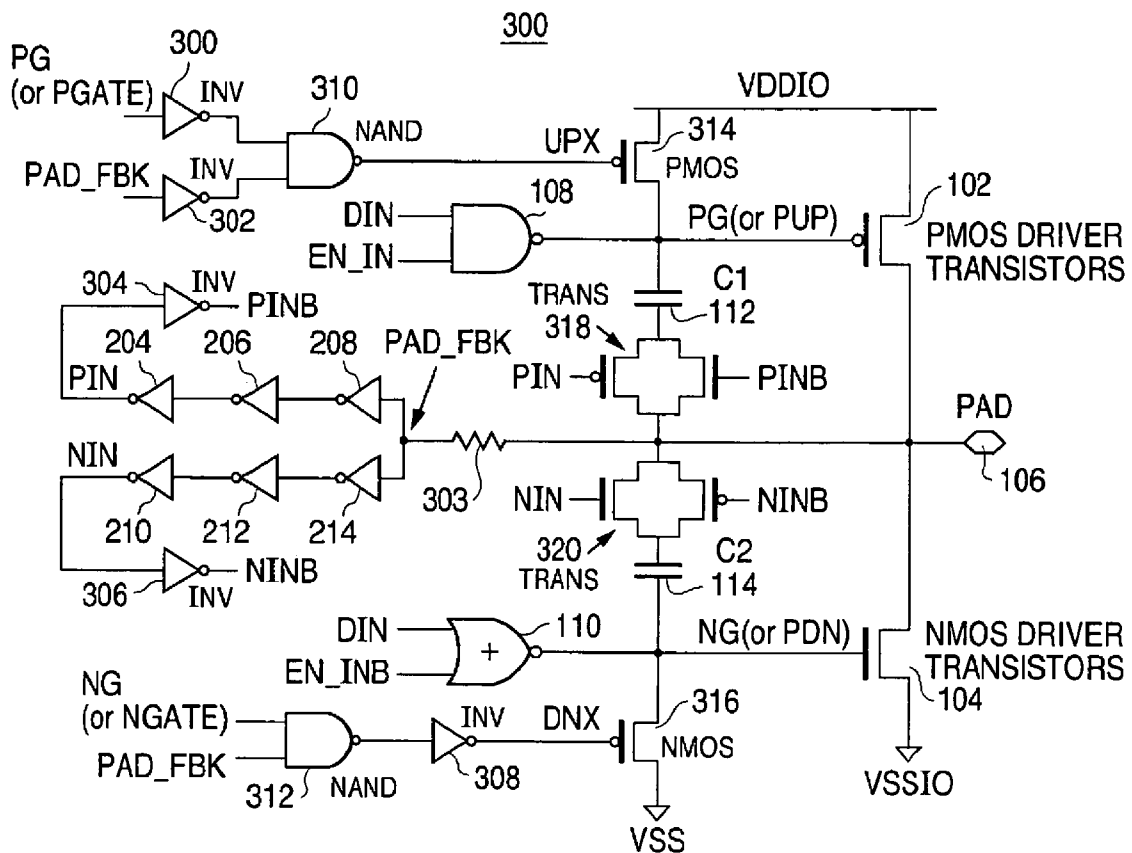 300
PG
(or PGATE)
300
INV
310
NAND
PAD_FBK
INV
302
VDDIO
UPX
314
PMOS
102
DIN
EN_IN
108
PG(or PUP)
PMOS DRIVER
TRANSISTORS
304
INV
PINB
204
206
208
PAD_FBK
PIN
C1
112
TRANS
318
PIN
PINB
PAD
106
NIN
210
212
214
303
NIN
NINB
320
TRANS
C2
114
306
INV
NINB
DIN
EN_INB
+
110
NG(or PDN)
NMOS DRIVER
TRANSISTORS
104
NG
(or NGATE)
PAD_FBK
312
NAND
INV
308
DNX
316
NMOS
VSS
VSSIO